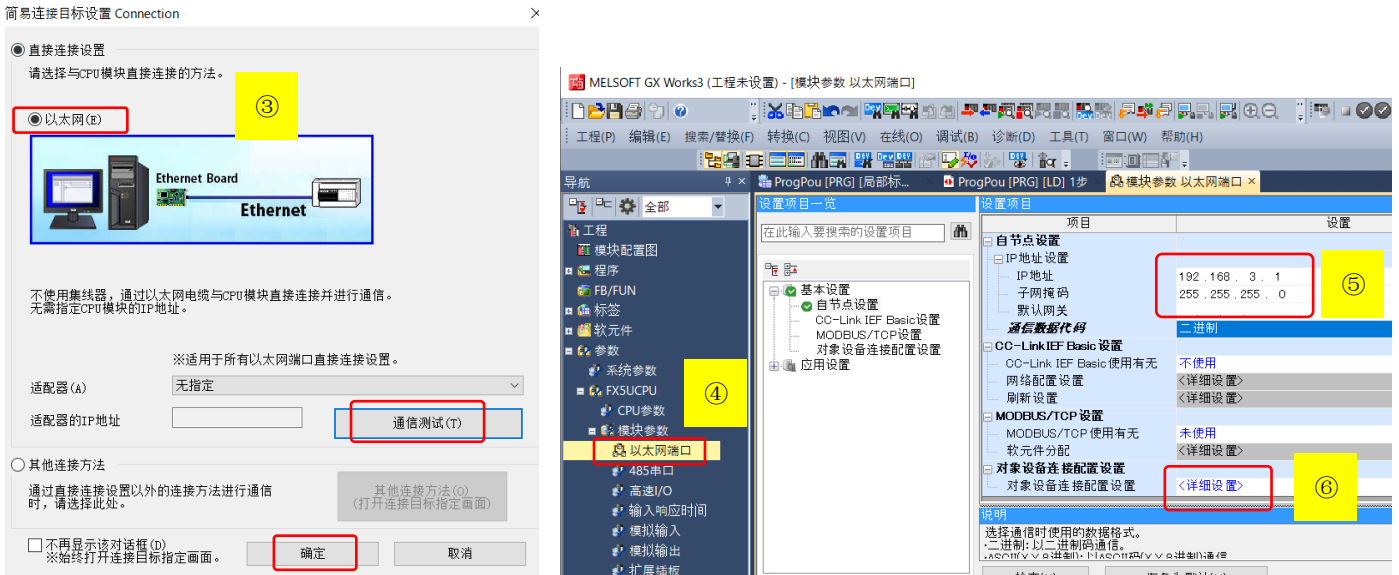 简易连接目标设置 Connection
直接连接设置
请选择与CPU模块直接连接的方法。
③
以太网(E)
Ethernet Board
Ethernet
不使用集线器，通过以太网电缆与CPU模块直接连接并进行通信。
无需指定CPU模块的IP地址。
※适用于所有以太网端口直接连接设置。
适配器(A)
无指定
适配器的IP地址
通信测试(T)
其他连接方法
通过直接连接设置以外的连接方法进行通信
时，请选择此处。
其他连接方法(O)
(打开连接目标指定画面)
不再显示该对话框(D)
※始终打开连接目标指定画面。
确定
取消
MELSOFT GX Works3 (工程未设置) - [模块参数 以太网端口]
工程(P) 编辑(E) 搜索/替换(F) 转换(C) 视图(V) 在线(O) 调试(B) 诊断(D) 工具(T) 窗口(W) 帮助(H)
导航
全部
工程
模块配置图
程序
FB/FUN
标签
软元件
参数
系统参数
FX5UCPU
CPU参数
模块参数
以太网端口
485串口
高速I/O
输入响应时间
模拟输入
模拟输出
扩展插板
④
ProgPou [PRG] [局部标...
ProgPou [PRG] [LD] 1步
模块参数 以太网端口
设置项目一览
在此输入要搜索的设置项目
基本设置
自节点设置
CC-Link IEF Basic设置
MODBUS/TCP设置
对象设备连接配置设置
应用设置
设置项目
项目 设置
自节点设置
IP地址设置
IP地址 192 . 168 . 3 . 1
子网掩码 255 . 255 . 255 . 0
默认网关
⑤
通信数据代码 二进制
CC-Link IEF Basic 设置
CC-Link IEF Basic使用有无 不使用
网络配置设置 <详细设置>
刷新设置 <详细设置>
MODBUS/TCP 设置
MODBUS/TCP 使用有无 未使用
软元件分配 <详细设置>
对象设备连接配置设置
对象设备连接配置设置 <详细设置>
⑥
说明
选择通信时使用的数据格式。
·二进制: 以二进制码通信。